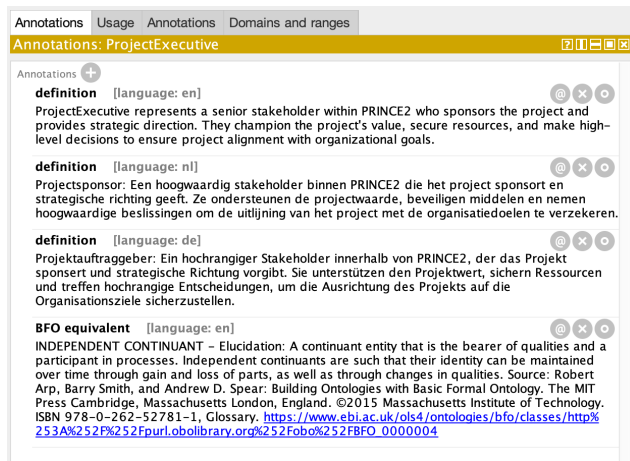 Annotations Usage Annotations Domains and ranges
Annotations: ProjectExecutive
Annotations
definition [language: en]
ProjectExecutive represents a senior stakeholder within PRINCE2 who sponsors the project and
provides strategic direction. They champion the project's value, secure resources, and make high-
level decisions to ensure project alignment with organizational goals.
definition [language: nl]
Projectsponsor: Een hoogwaardig stakeholder binnen PRINCE2 die het project sponsort en
strategische richting geeft. Ze ondersteunen de projectwaarde, beveiligen middelen en nemen
hoogwaardige beslissingen om de uitlijning van het project met de organisatiedoelen te verzekeren.
definition [language: de]
Projektauftraggeber: Ein hochrangiger Stakeholder innerhalb von PRINCE2, der das Projekt
sponsert und strategische Richtung vorgibt. Sie unterstützen den Projektwert, sichern Ressourcen
und treffen hochrangige Entscheidungen, um die Ausrichtung des Projekts auf die
Organisationsziele sicherzustellen.
BFO equivalent [language: en]
INDEPENDENT CONTINUANT – Elucidation: A continuant entity that is the bearer of qualities and a
participant in processes. Independent continuants are such that their identity can be maintained
over time through gain and loss of parts, as well as through changes in qualities. Source: Robert
Arp, Barry Smith, and Andrew D. Spear: Building Ontologies with Basic Formal Ontology. The MIT
Press Cambridge, Massachusetts London, England. ©2015 Massachusetts Institute of Technology.
ISBN 978-0-262-52781-1, Glossary. https://www.ebi.ac.uk/ols4/ontologies/bfo/classes/http%
253A%252F%252Fpurl.obolibrary.org%252Fobo%252FBFO_0000004